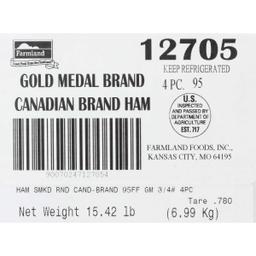 Farmland
12705
KEEP REFRIGERATED
4 PC. 95
GOLD MEDAL BRAND
CANADIAN BRAND HAM
U.S.
INSPECTED
AND PASSED BY
DEPARTMENT OF
AGRICULTURE
EST. 717
FARMLAND FOODS, INC.
KANSAS CITY, MO 64195
90070247127054
HAM SMKD RND CAND-BRAND 95FF GM 3/4# 4PC
Tare .780
Net Weight 15.42 lb (6.99 Kg)